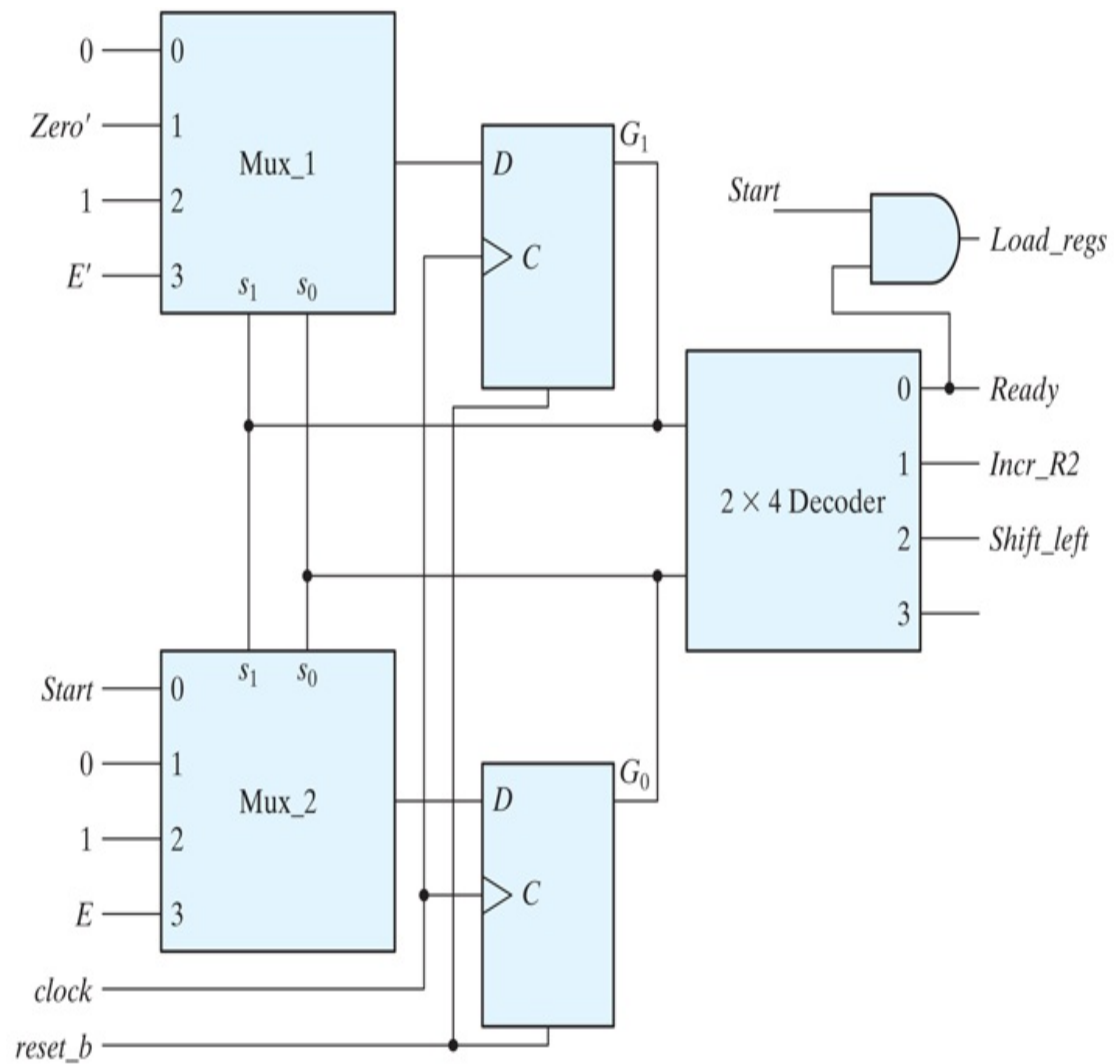 0
0
Zero′
1
Mux_1
1
2
E′
3
s1 s0
D
G1
C
Start
Load_regs
0
Ready
1
Incr_R2
2 × 4 Decoder
2
Shift_left
3
s1 s0
Start
0
0
1
Mux_2
1
2
E
3
D
G0
C
clock
reset_b